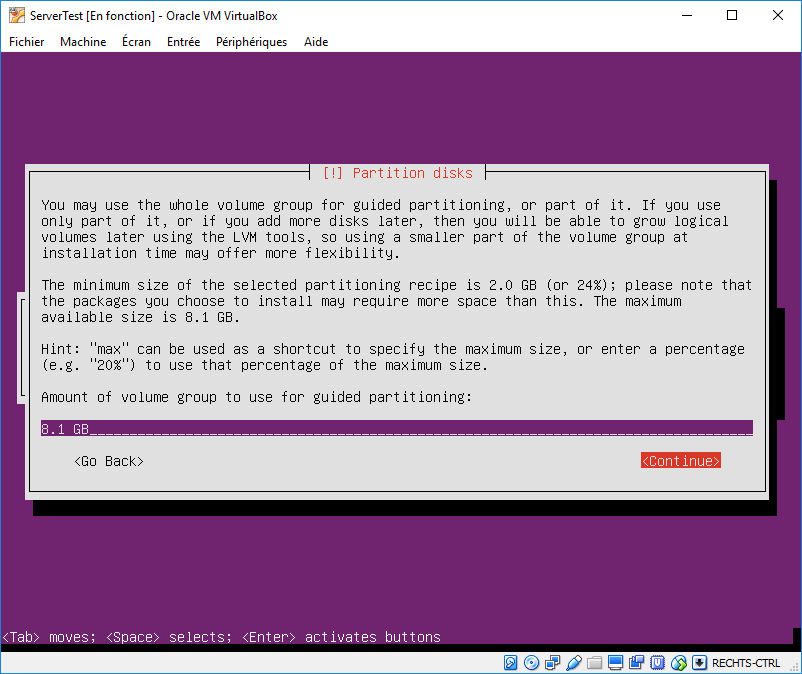 ServerTest [En fonction] - Oracle VM VirtualBox
Fichier Machine Écran Entrée Périphériques Aide
[!] Partition disks
You may use the whole volume group for guided partitioning, or part of it. If you use
only part of it, or if you add more disks later, then you will be able to grow logical
volumes later using the LVM tools, so using a smaller part of the volume group at
installation time may offer more flexibility.
The minimum size of the selected partitioning recipe is 2.0 GB (or 24%); please note that
the packages you choose to install may require more space than this. The maximum
available size is 8.1 GB.
Hint: "max" can be used as a shortcut to specify the maximum size, or enter a percentage
(e.g. "20%") to use that percentage of the maximum size.
Amount of volume group to use for guided partitioning:
8.1 GB
<Go Back> <Continue>
<Tab> moves; <Space> selects; <Enter> activates buttons
RECHTS-CTRL